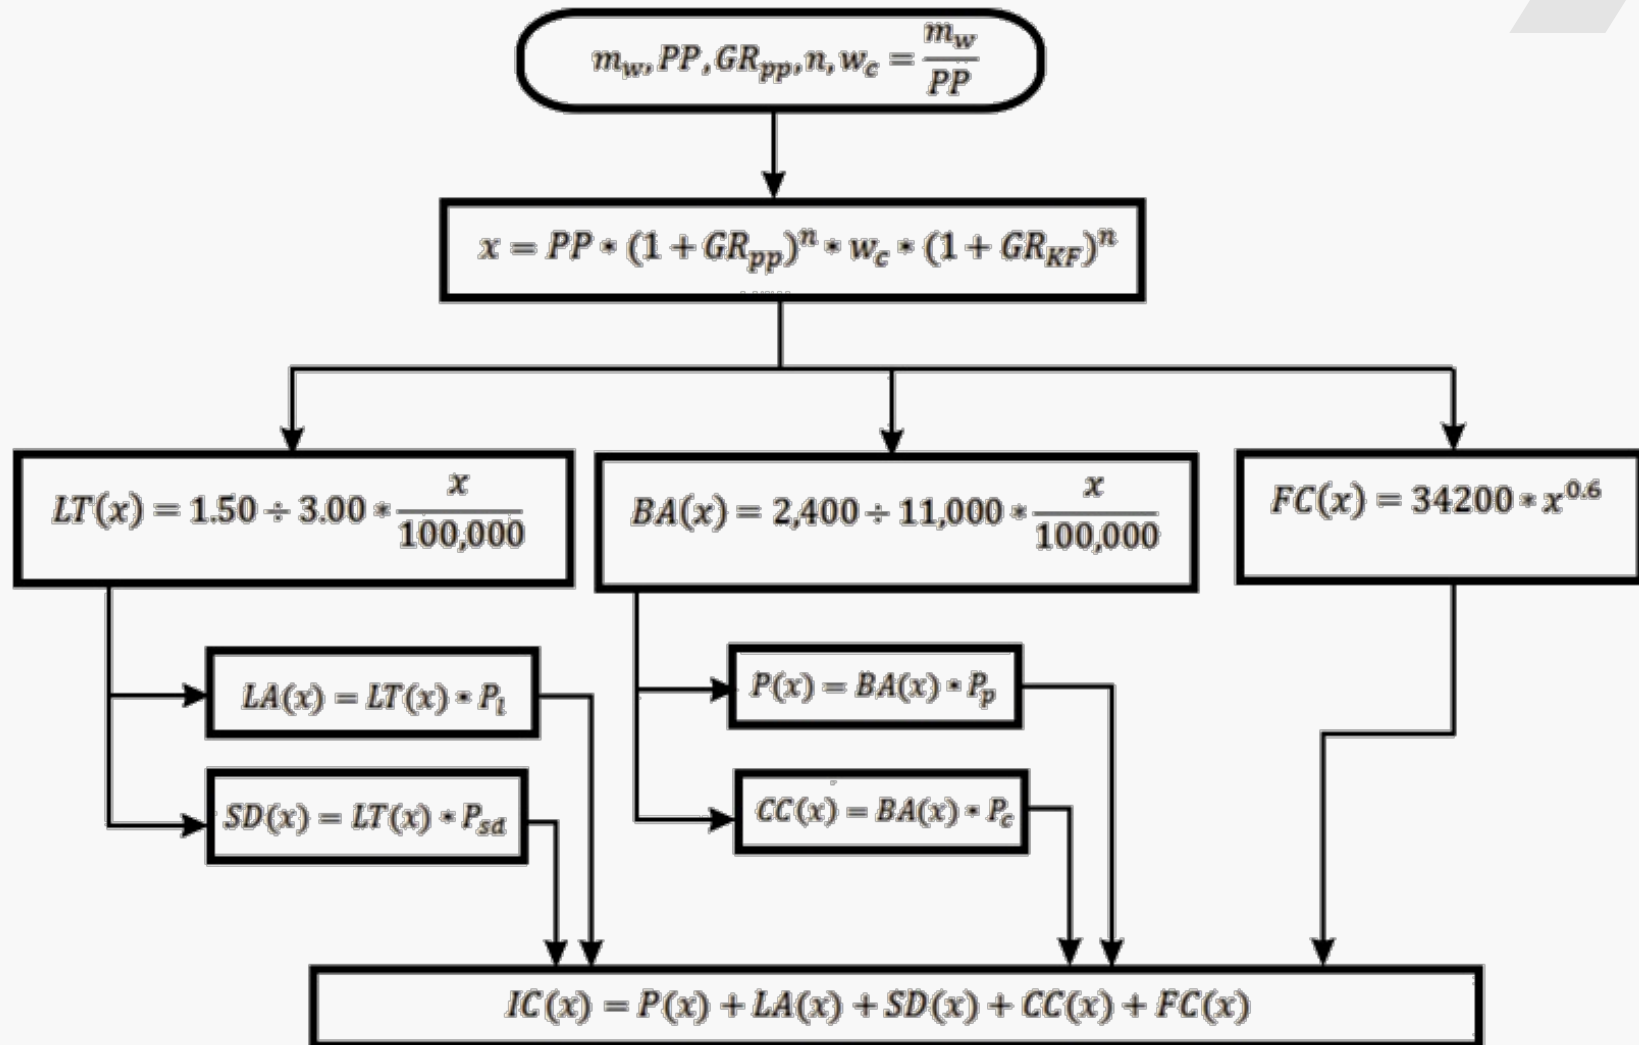 m_w, PP, GR_pp, n, w_c = m_w / PP
x = PP * (1 + GR_pp)^n * w_c * (1 + GR_KF)^n
LT(x) = 1.50 ÷ 3.00 * x / 100,000
BA(x) = 2,400 ÷ 11,000 * x / 100,000
FC(x) = 34200 * x^0.6
LA(x) = LT(x) * P_l
P(x) = BA(x) * P_p
SD(x) = LT(x) * P_sd
CC(x) = BA(x) * P_c
IC(x) = P(x) + LA(x) + SD(x) + CC(x) + FC(x)